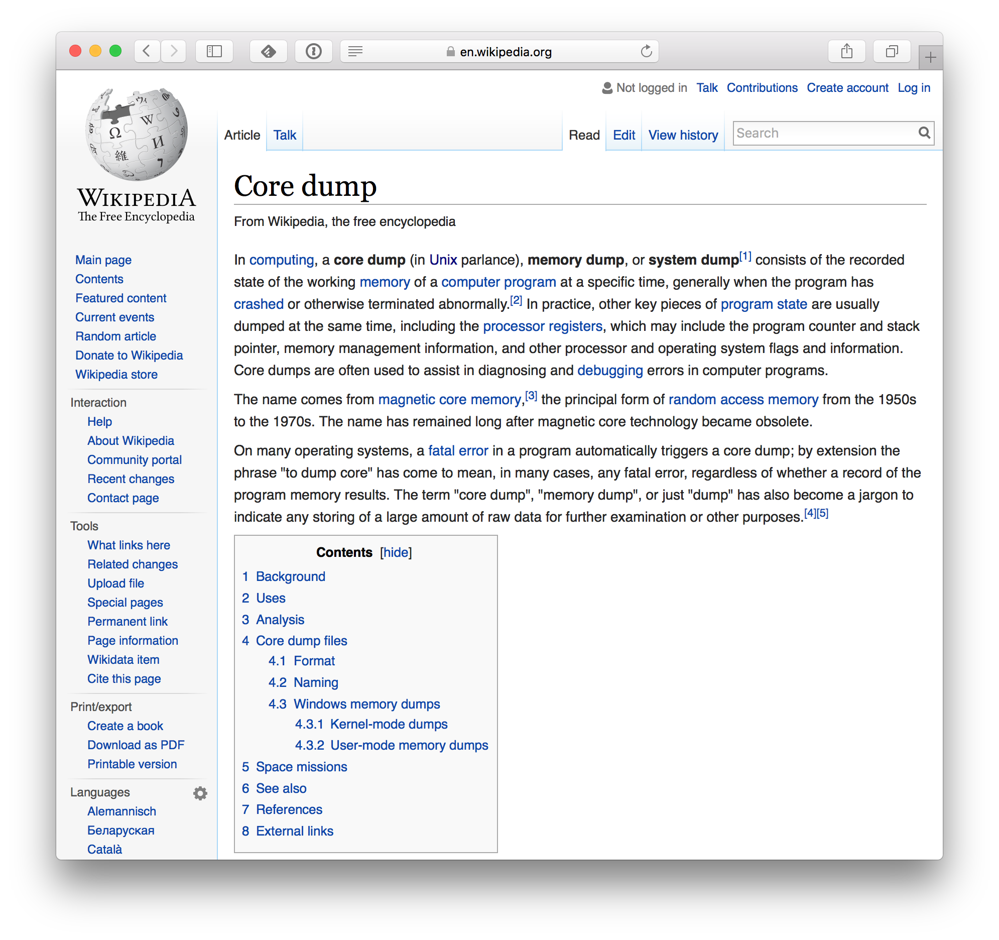 en.wikipedia.org
Not logged in Talk Contributions Create account Log in
Article Talk Read Edit View history Search
WIKIPEDIA
The Free Encyclopedia
Main page
Contents
Featured content
Current events
Random article
Donate to Wikipedia
Wikipedia store
Interaction
Help
About Wikipedia
Community portal
Recent changes
Contact page
Tools
What links here
Related changes
Upload file
Special pages
Permanent link
Page information
Wikidata item
Cite this page
Print/export
Create a book
Download as PDF
Printable version
Languages
Alemannisch
Беларуская
Català
Core dump
From Wikipedia, the free encyclopedia
In computing, a core dump (in Unix parlance), memory dump, or system dump[1] consists of the recorded
state of the working memory of a computer program at a specific time, generally when the program has
crashed or otherwise terminated abnormally.[2] In practice, other key pieces of program state are usually
dumped at the same time, including the processor registers, which may include the program counter and stack
pointer, memory management information, and other processor and operating system flags and information.
Core dumps are often used to assist in diagnosing and debugging errors in computer programs.
The name comes from magnetic core memory,[3] the principal form of random access memory from the 1950s
to the 1970s. The name has remained long after magnetic core technology became obsolete.
On many operating systems, a fatal error in a program automatically triggers a core dump; by extension the
phrase "to dump core" has come to mean, in many cases, any fatal error, regardless of whether a record of the
program memory results. The term "core dump", "memory dump", or just "dump" has also become a jargon to
indicate any storing of a large amount of raw data for further examination or other purposes.[4][5]
Contents [hide]
1 Background
2 Uses
3 Analysis
4 Core dump files
4.1 Format
4.2 Naming
4.3 Windows memory dumps
4.3.1 Kernel-mode dumps
4.3.2 User-mode memory dumps
5 Space missions
6 See also
7 References
8 External links